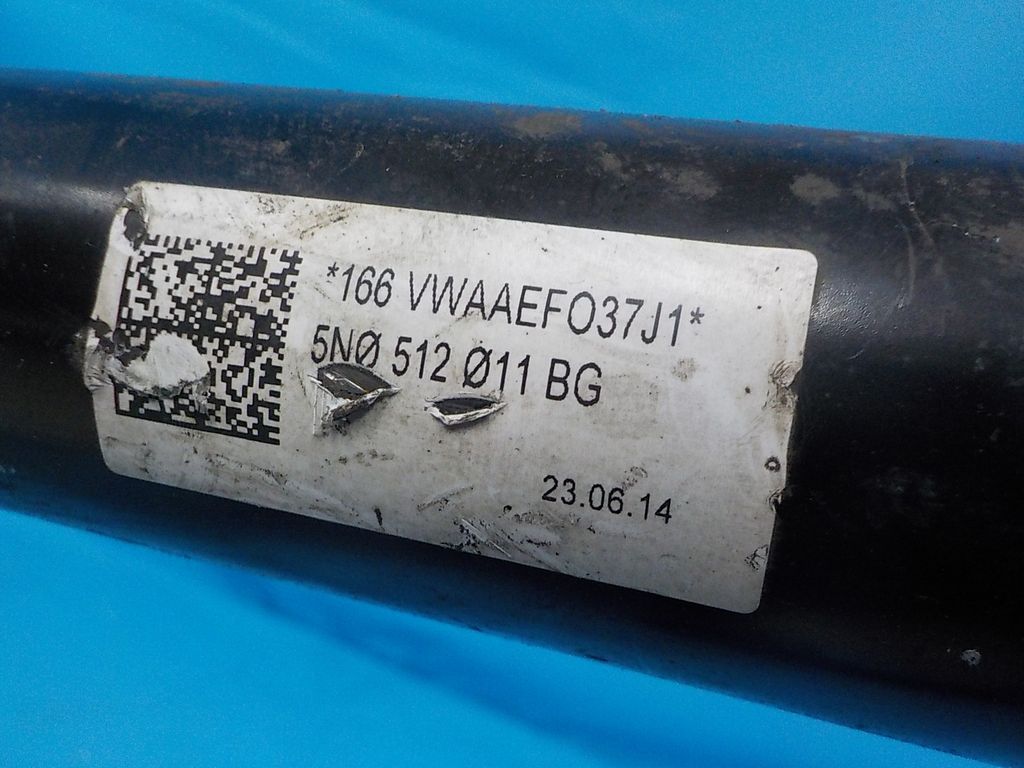 *166 VWAAEFO37J1*
5NØ 512 Ø11 BG
23.06.14